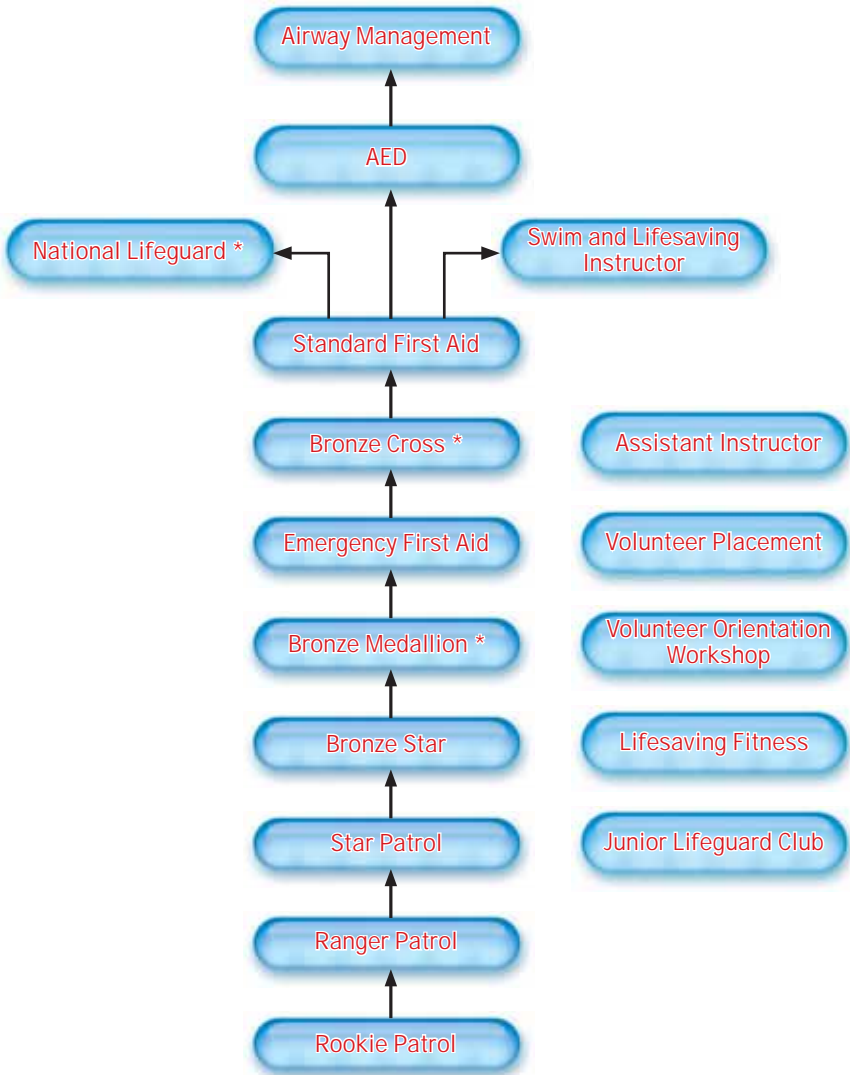 Airway Management
AED
National Lifeguard *
Swim and Lifesaving
Instructor
Standard First Aid
Bronze Cross *
Assistant Instructor
Emergency First Aid
Volunteer Placement
Bronze Medallion *
Volunteer Orientation
Workshop
Bronze Star
Lifesaving Fitness
Star Patrol
Junior Lifeguard Club
Ranger Patrol
Rookie Patrol